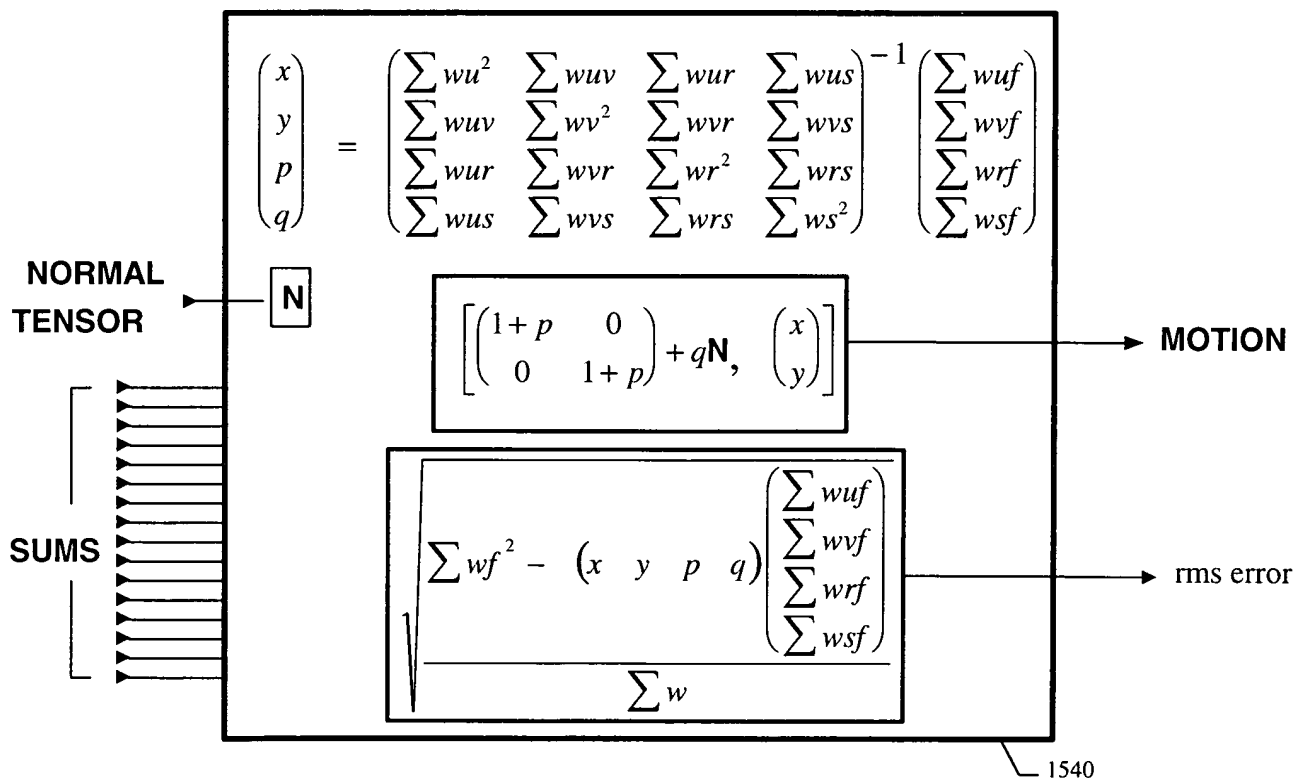 (x y p q) = (∑wu² ∑wuv ∑wur ∑wus
∑wuv ∑wv² ∑wvr ∑wvs
∑wur ∑wvr ∑wr² ∑wrs
∑wus ∑wvs ∑wrs ∑ws²)⁻¹ (∑wuf ∑wvf ∑wrf ∑wsf)
NORMAL
TENSOR
N
[(1+p 0
0 1+p) + qN, (x y)]
MOTION
SUMS
√ ∑wf² − (x y p q) (∑wuf ∑wvf ∑wrf ∑wsf)
∑w
rms error
1540